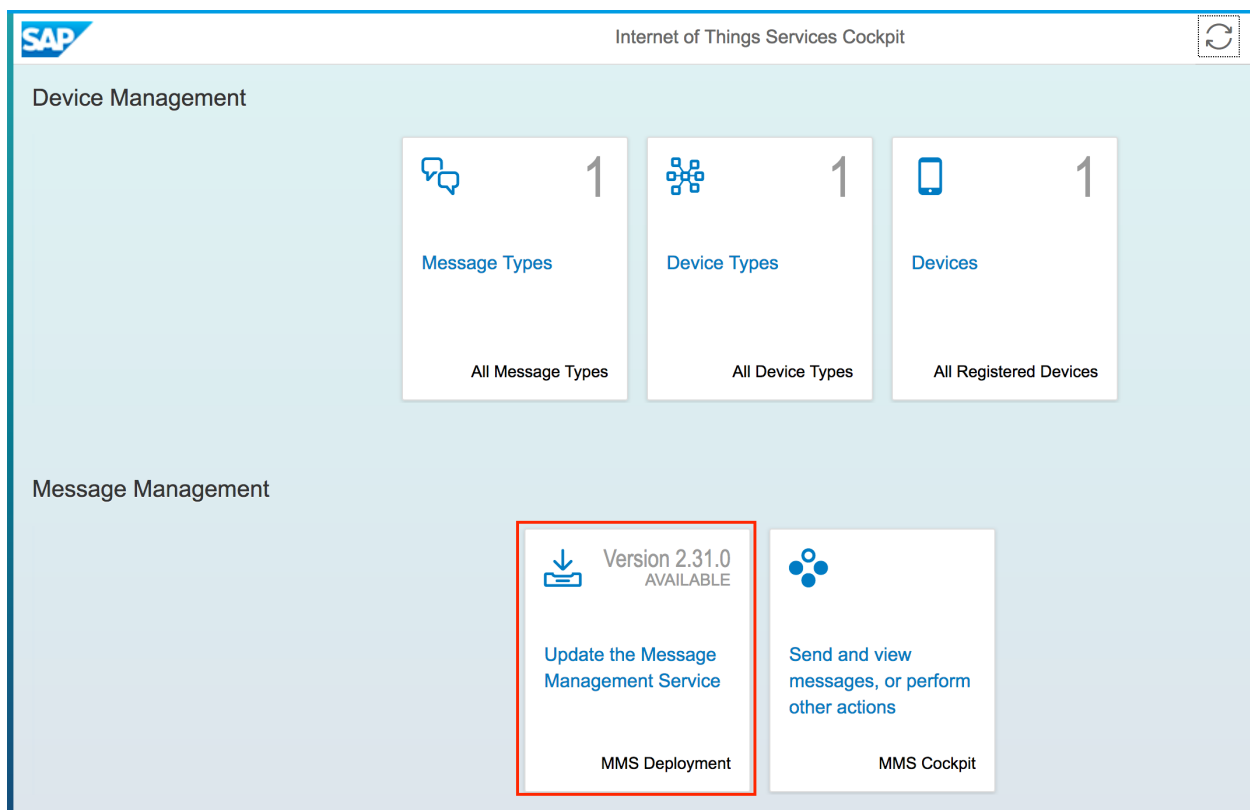 SAP
Internet of Things Services Cockpit
Device Management
1
Message Types
All Message Types
1
Device Types
All Device Types
1
Devices
All Registered Devices
Message Management
Version 2.31.0
AVAILABLE
Update the Message
Management Service
MMS Deployment
Send and view
messages, or perform
other actions
MMS Cockpit